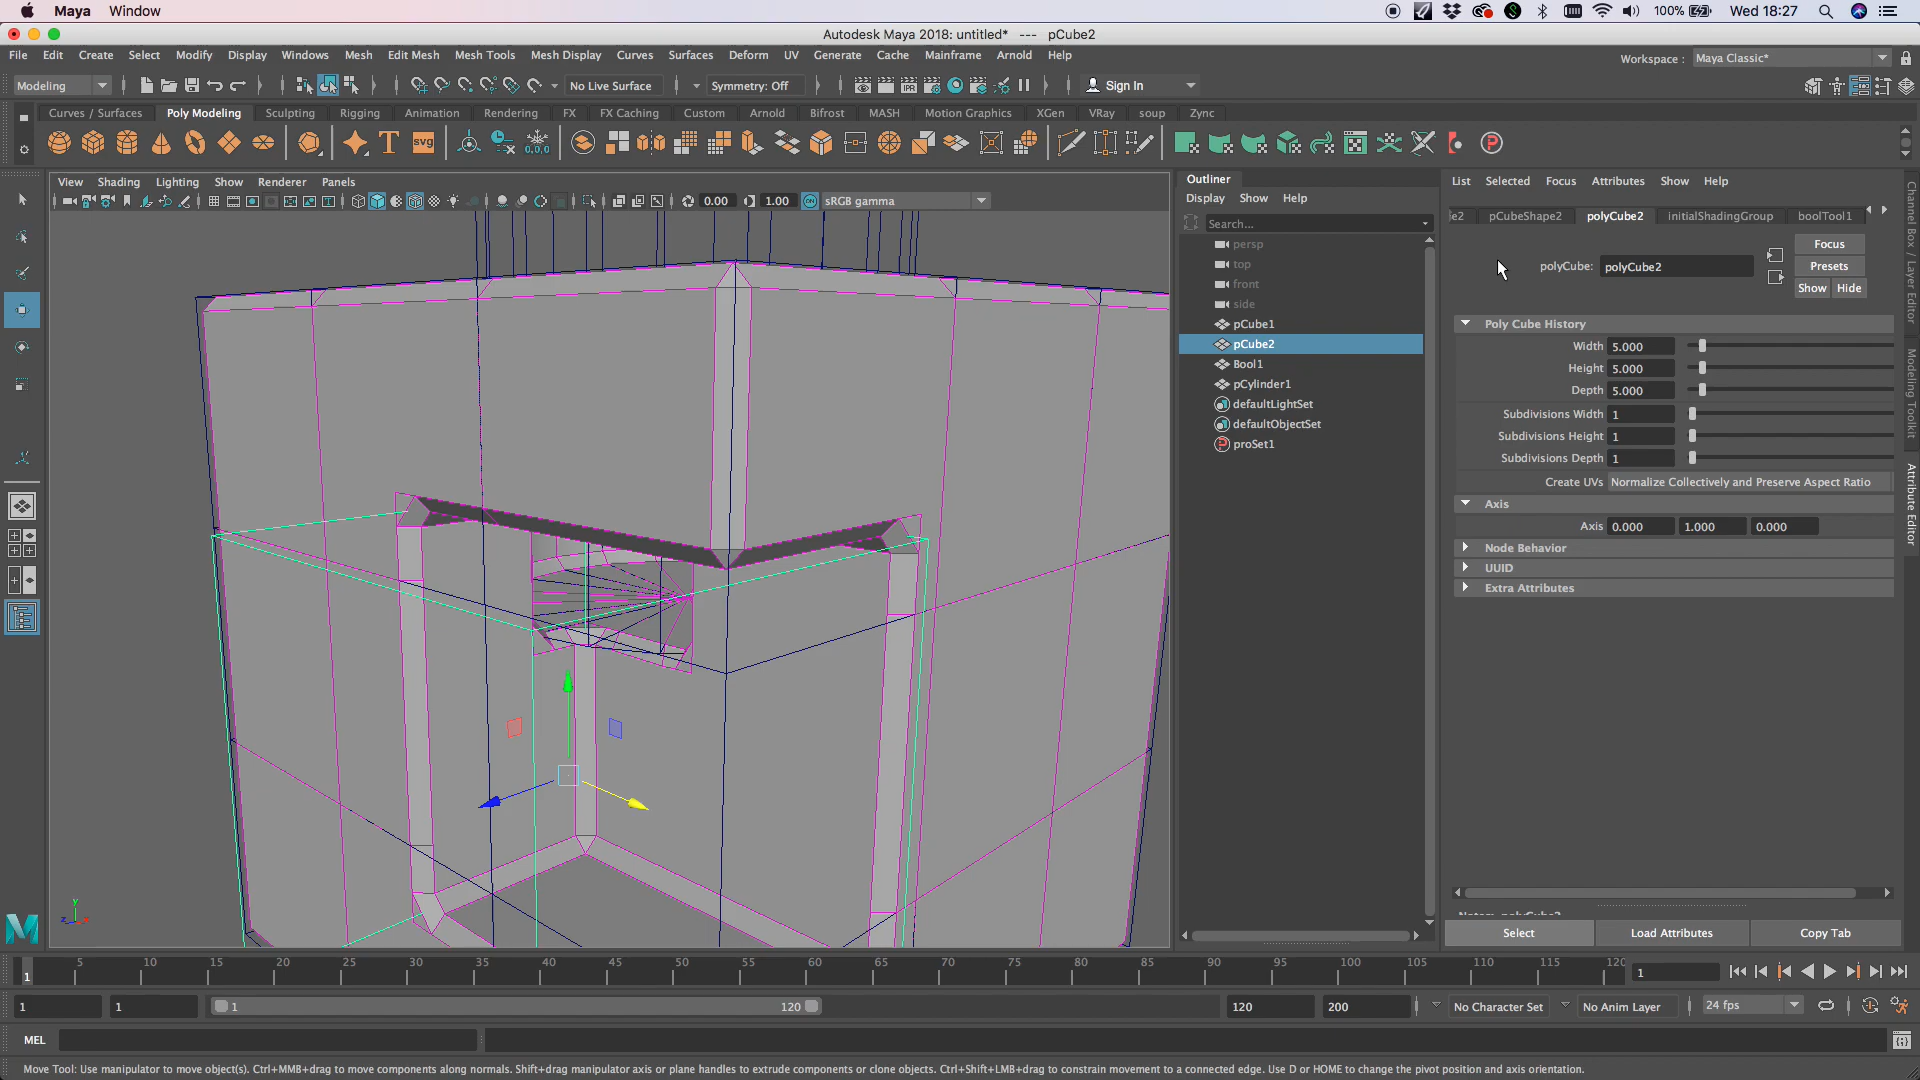 Maya Window
100% Wed 18:27
Autodesk Maya 2018: untitled* --- pCube2
File Edit Create Select Modify Display Windows Mesh Edit Mesh Mesh Tools Mesh Display Curves Surfaces Deform UV Generate Cache Mainframe Arnold Help
Workspace : Maya Classic*
Modeling No Live Surface Symmetry: Off Sign In
Curves / Surfaces Poly Modeling Sculpting Rigging Animation Rendering FX FX Caching Custom Arnold Bifrost MASH Motion Graphics XGen VRay soup Zync
View Shading Lighting Show Renderer Panels
0.00 1.00 sRGB gamma
Outliner
Display Show Help
Search...
persp
top
front
side
pCube1
pCube2
Bool1
pCylinder1
defaultLightSet
defaultObjectSet
proSet1
List Selected Focus Attributes Show Help
e2 pCubeShape2 polyCube2 initialShadingGroup boolTool1
polyCube: polyCube2
Focus
Presets
Show Hide
Poly Cube History
Width 5.000
Height 5.000
Depth 5.000
Subdivisions Width 1
Subdivisions Height 1
Subdivisions Depth 1
Create UVs Normalize Collectively and Preserve Aspect Ratio
Axis
Axis 0.000 1.000 0.000
Node Behavior
UUID
Extra Attributes
Notes: polyCube2
Select Load Attributes Copy Tab
Channel Box / Layer Editor
Modeling Toolkit
Attribute Editor
1 5 10 15 20 25 30 35 40 45 50 55 60 65 70 75 80 85 90 95 100 105 110 115 120 1
1 1 1 120 120 200 No Character Set No Anim Layer 24 fps
MEL
Move Tool: Use manipulator to move object(s). Ctrl+MMB+drag to move components along normals. Shift+drag manipulator axis or plane handles to extrude components or clone objects. Ctrl+Shift+LMB+drag to constrain movement to a connected edge. Use D or HOME to change the pivot position and axis orientation.